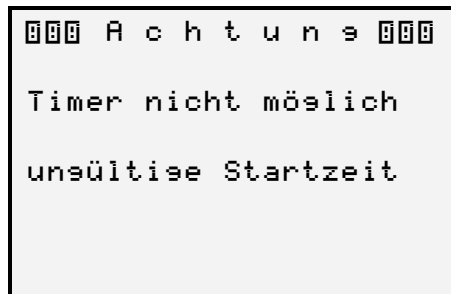 !!! A c h t u n g !!!
Timer nicht möglich
ungültige Startzeit